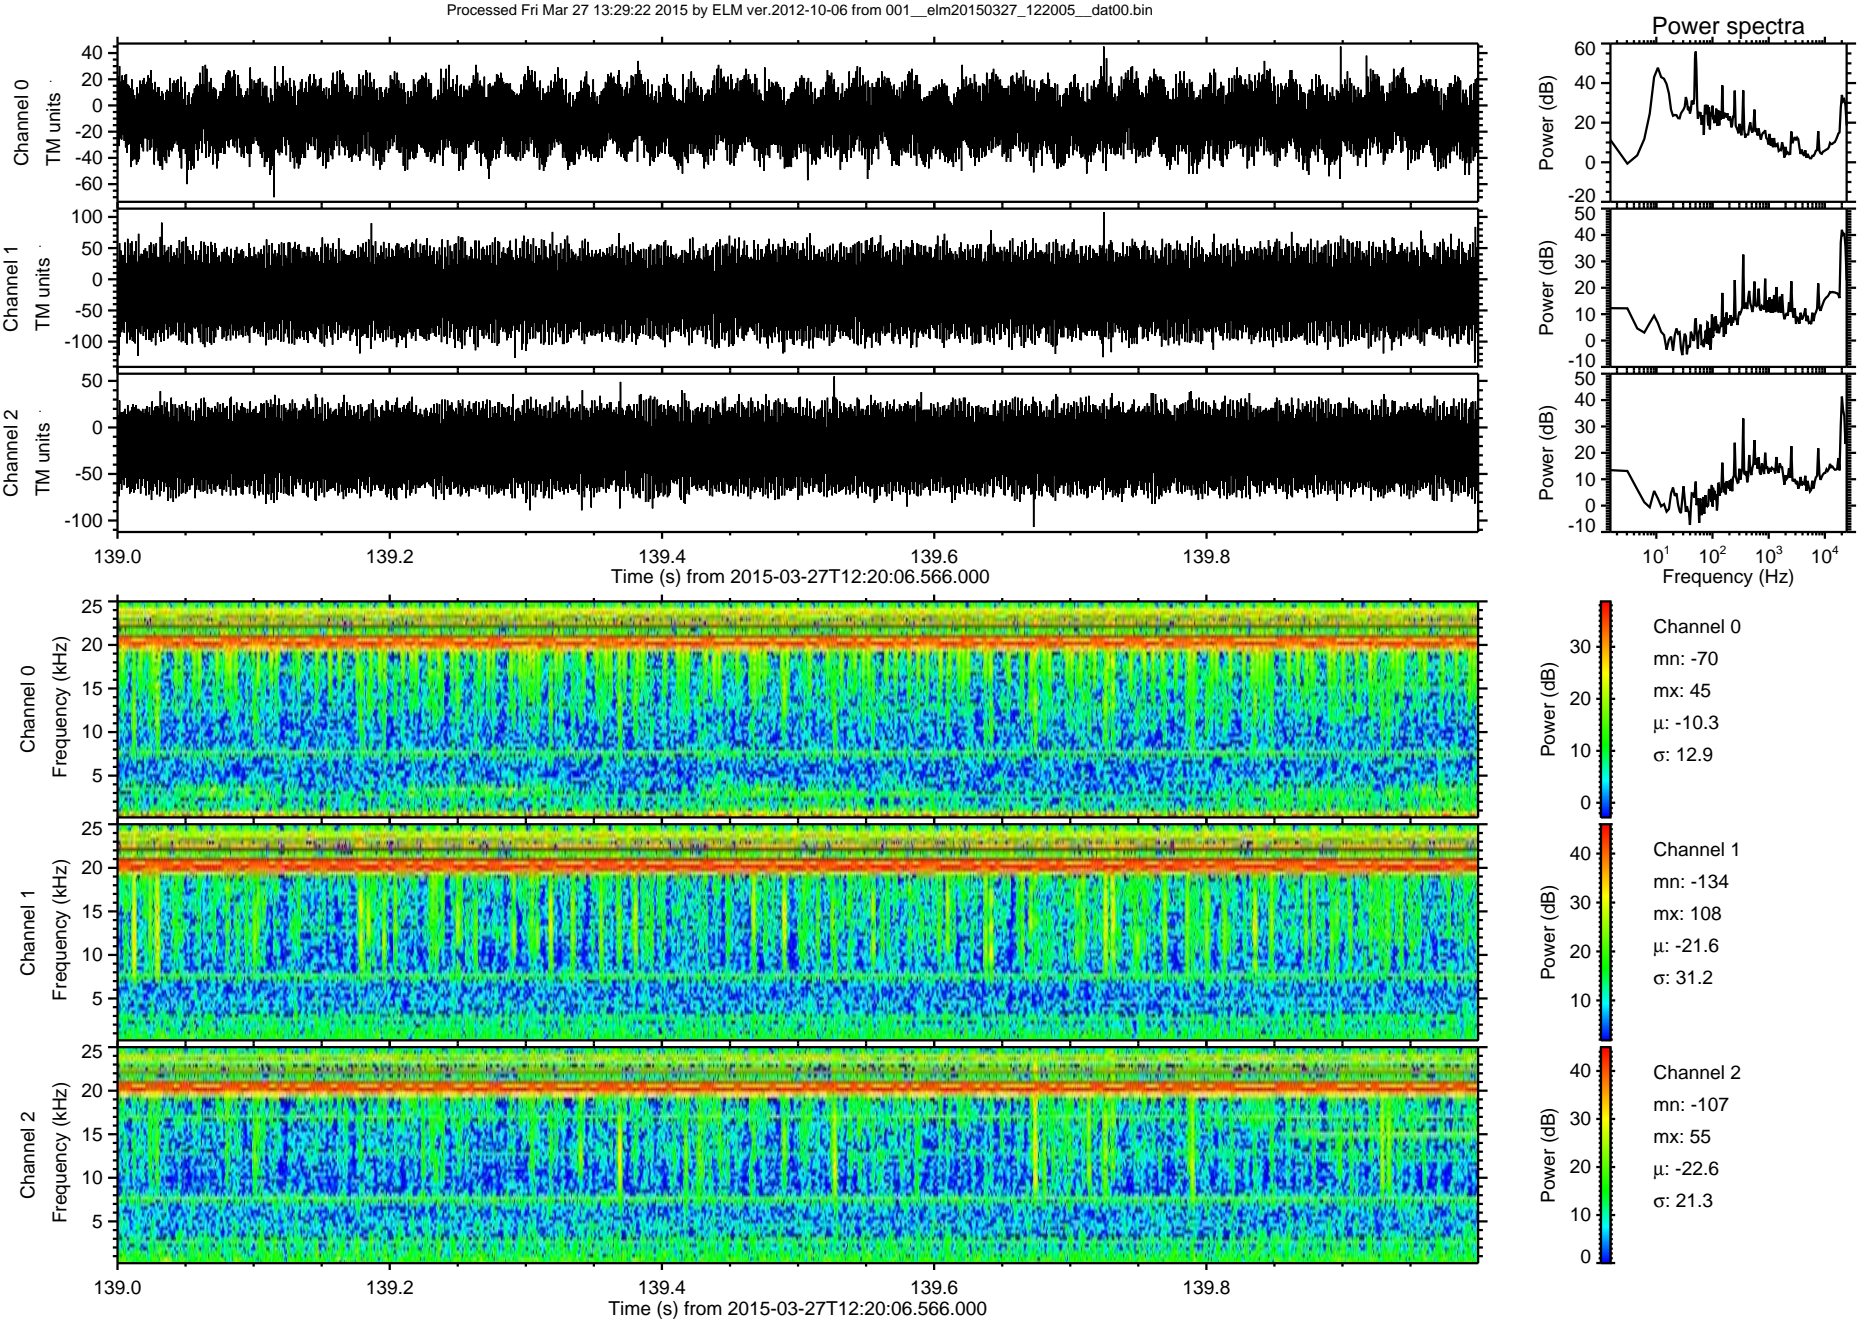 Processed Fri Mar 27 13:29:22 2015 by ELM ver.2012-10-06 from 001__elm20150327_122005__dat00.bin
Power spectra
Channel 0
TM units
40
20
0
-20
-40
-60
Power (dB)
60
40
20
0
-20
Channel 1
TM units
100
50
0
-50
-100
Power (dB)
50
40
30
20
10
0
-10
Channel 2
TM units
50
0
-50
-100
Power (dB)
50
40
30
20
10
0
-10
139.0 139.2 139.4 139.6 139.8
Time (s) from 2015-03-27T12:20:06.566.000
10^1 10^2 10^3 10^4
Frequency (Hz)
Channel 0
Frequency (kHz)
25
20
15
10
5
Power (dB)
30
20
10
0
Channel 0
mn: -70
mx: 45
μ: -10.3
σ: 12.9
Channel 1
Frequency (kHz)
25
20
15
10
5
Power (dB)
40
30
20
10
Channel 1
mn: -134
mx: 108
μ: -21.6
σ: 31.2
Channel 2
Frequency (kHz)
25
20
15
10
5
Power (dB)
40
30
20
10
0
Channel 2
mn: -107
mx: 55
μ: -22.6
σ: 21.3
139.0 139.2 139.4 139.6 139.8
Time (s) from 2015-03-27T12:20:06.566.000